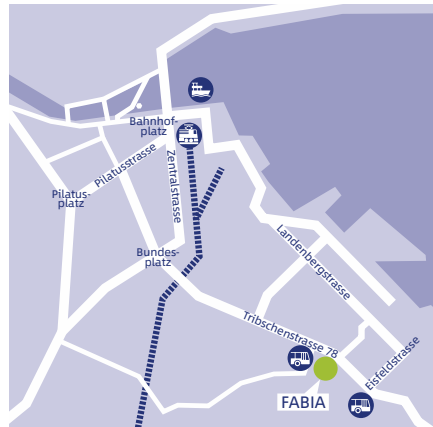 Bahnhof-
platz
Pilatusstrasse
Zentralstrasse
Pilatus-
platz
Bundes-
platz
Landenbergstrasse
Tribschenstrasse 78
Eisfeldstrasse
FABIA